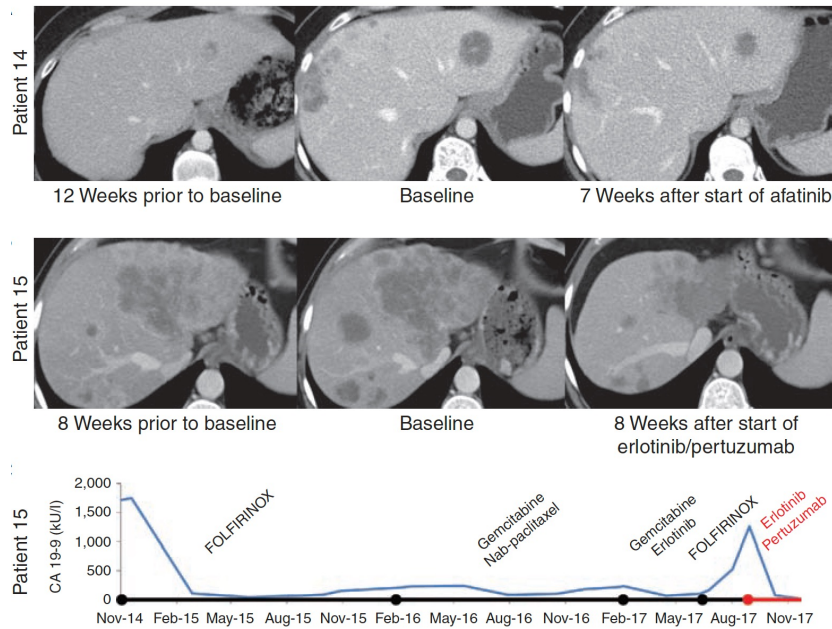 Patient 14
12 Weeks prior to baseline
Baseline
7 Weeks after start of afatinib
Patient 15
8 Weeks prior to baseline
Baseline
8 Weeks after start of
erlotinib/pertuzumab
Patient 15
CA 19-9 (kU/l)
2,000
1,500
1,000
500
0
FOLFIRINOX
Gemcitabine
Nab-paclitaxel
Gemcitabine
Erlotinib
FOLFIRINOX
Erlotinib
Pertuzumab
Nov-14 Feb-15 May-15 Aug-15 Nov-15 Feb-16 May-16 Aug-16 Nov-16 Feb-17 May-17 Aug-17 Nov-17